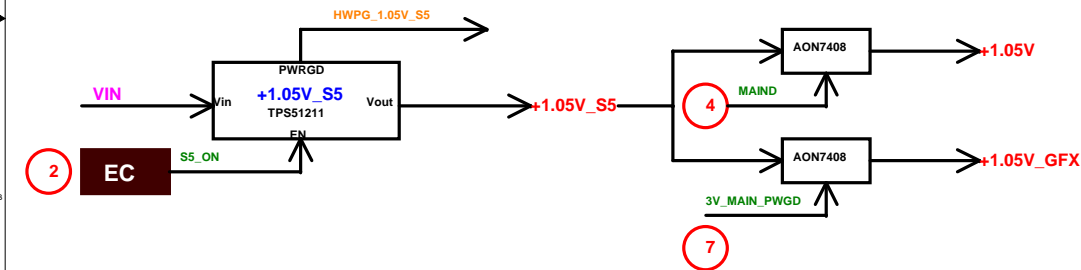 HWPG_1.05V_S5
PWRGD
VIN
Vin
+1.05V_S5
Vout
TPS51211
EN
2
EC
S5_ON
+1.05V_S5
AON7408
+1.05V
4
MAIND
AON7408
+1.05V_GFX
3V_MAIN_PWGD
7